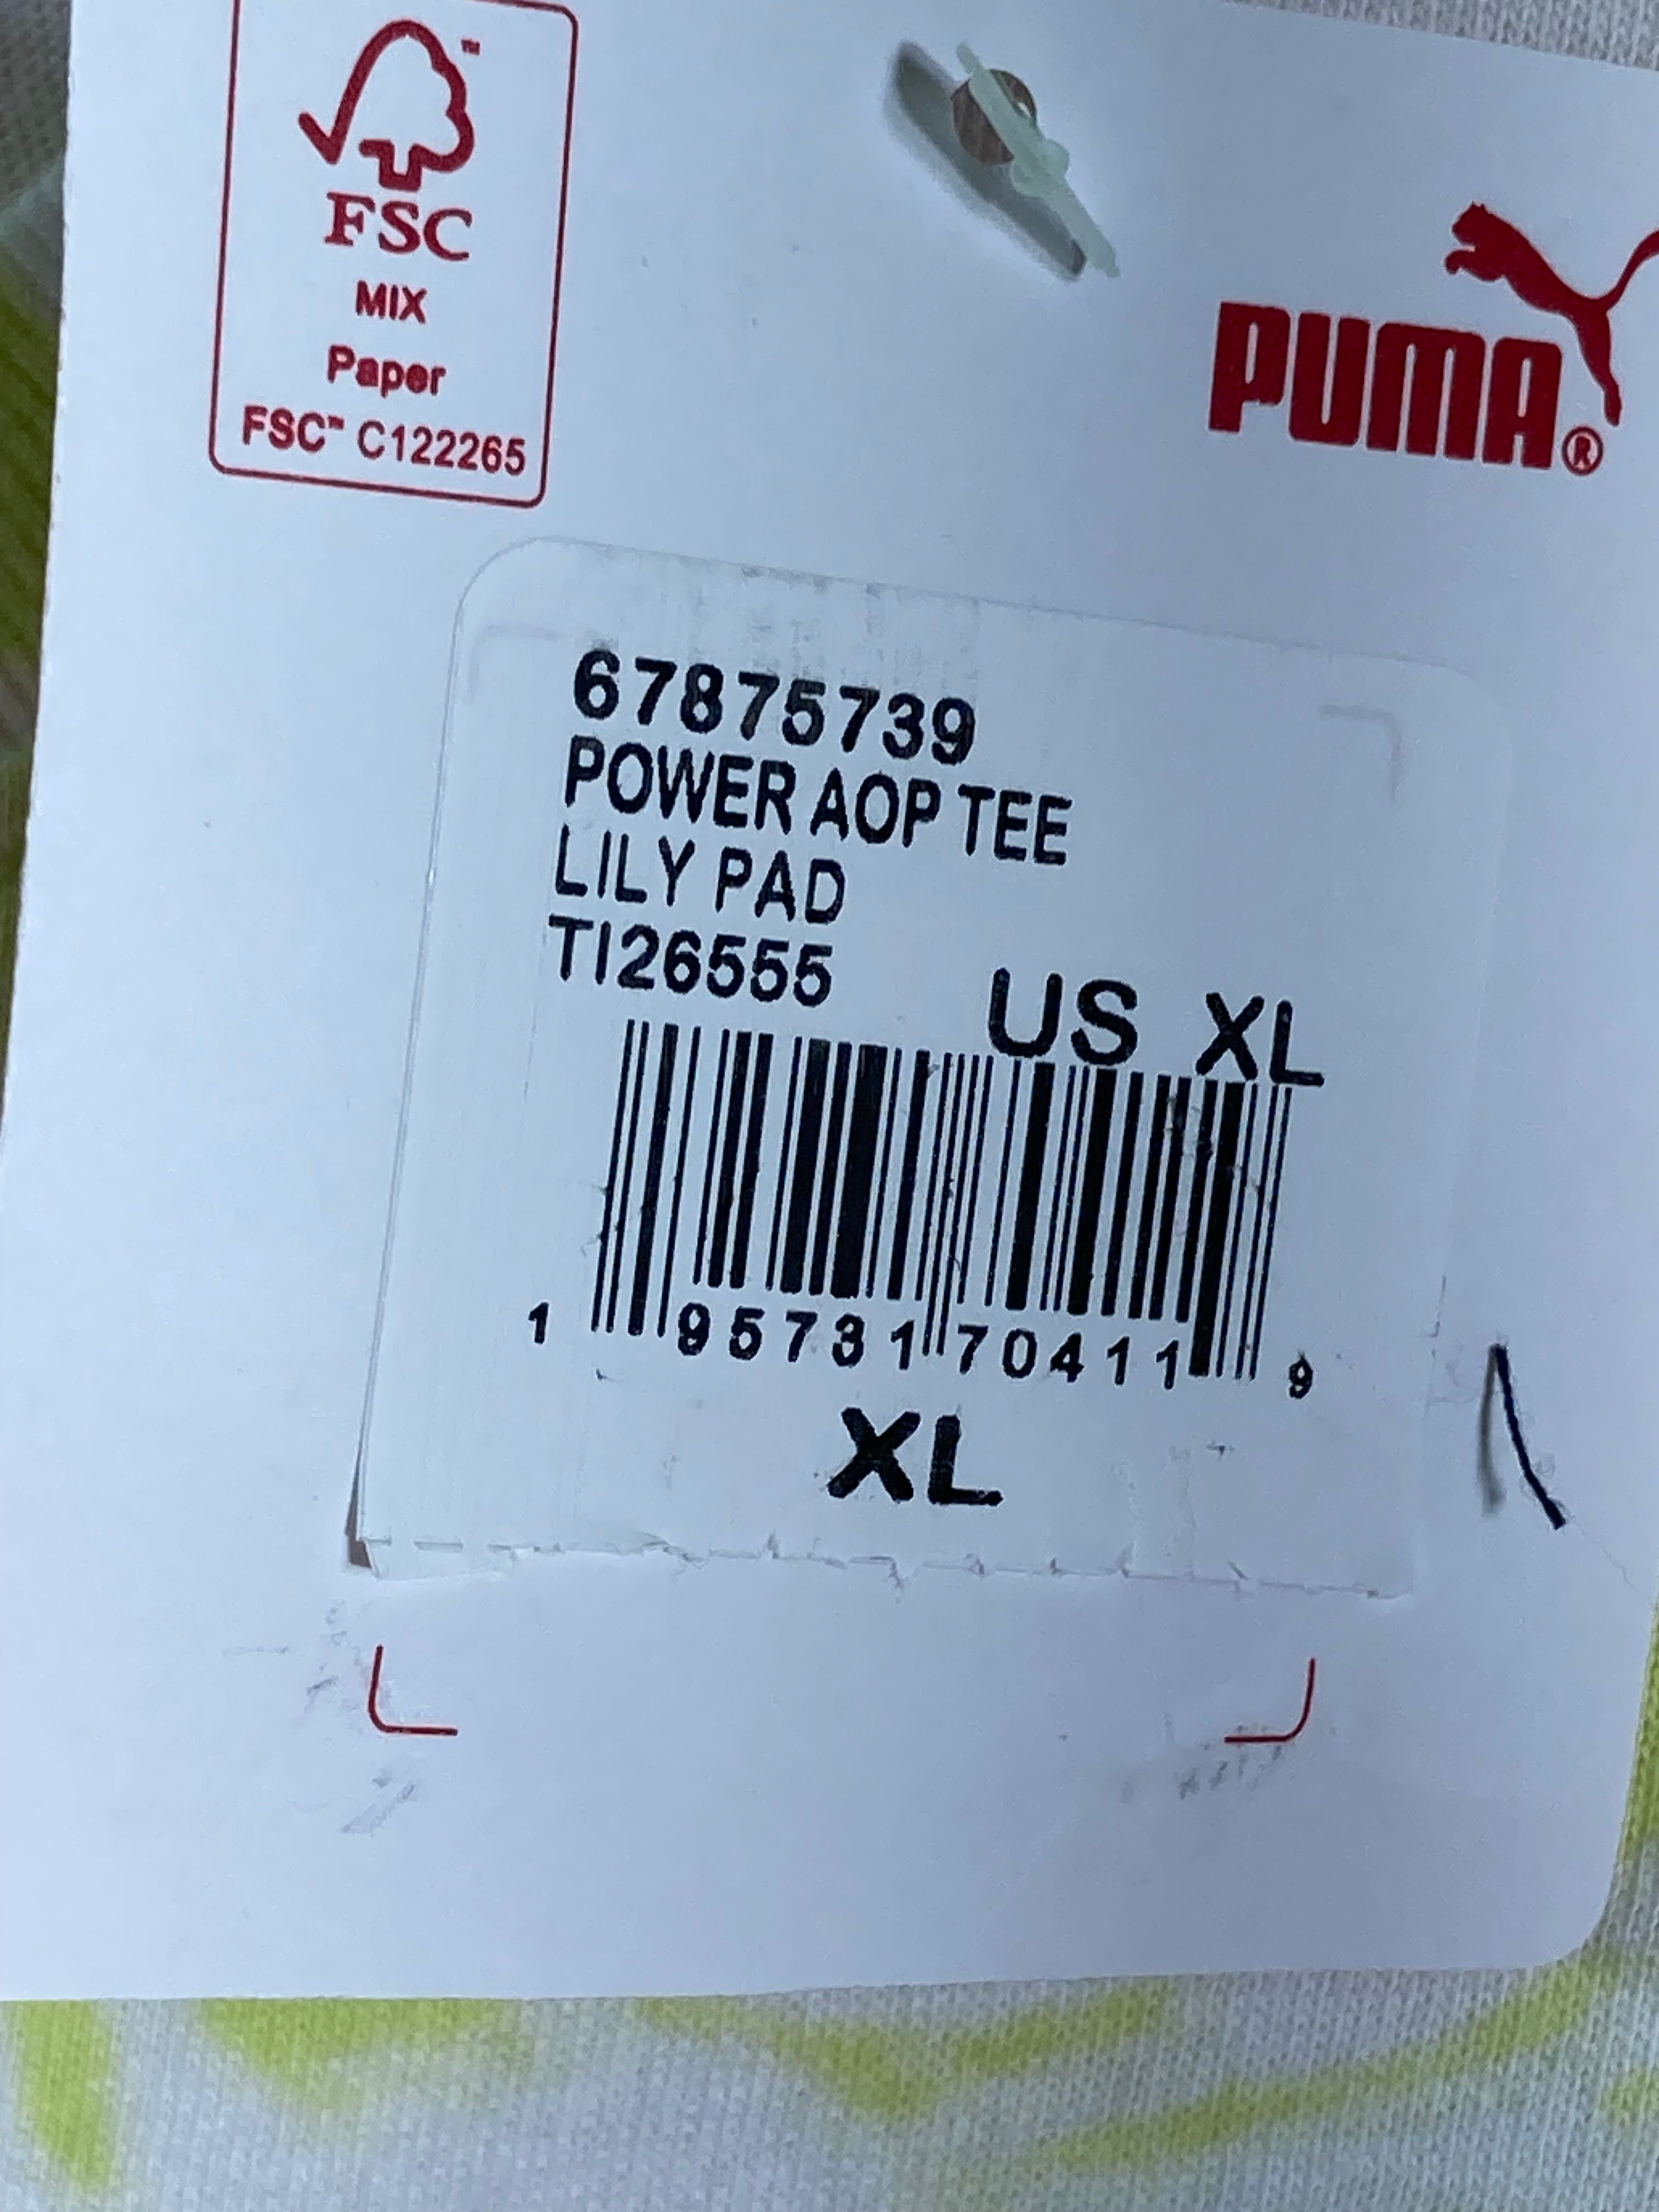 ™
FSC
MIX
Paper
FSC™ C122265
PUMA®
67875739
POWER AOP TEE
LILY PAD
TI26555
US XL
1 95731 70411 9
XL